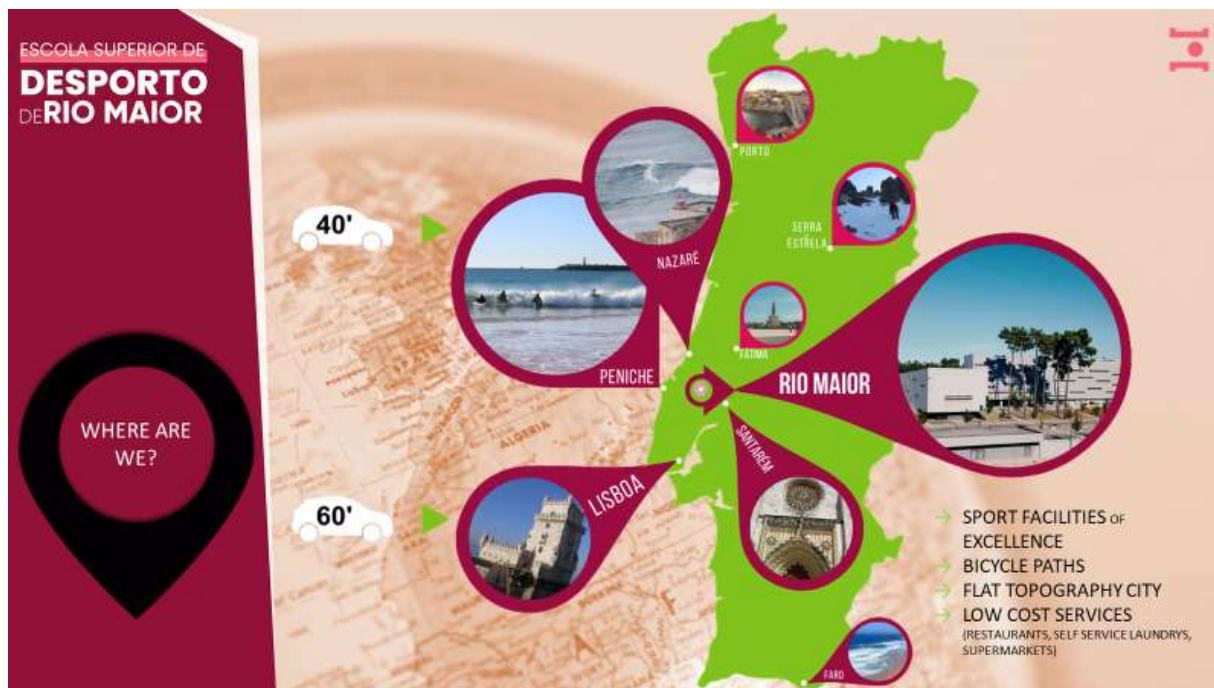 ESCOLA SUPERIOR DE
DESPORTO
DE RIO MAIOR
WHERE ARE
WE?
40'
60'
PORTO
NAZARÉ
SERRA
ESTRELA
PENICHE
FÁTIMA
RIO MAIOR
SANTARÉM
LISBOA
FARO
ALGERIA
→ SPORT FACILITIES OF
EXCELLENCE
→ BICYCLE PATHS
→ FLAT TOPOGRAPHY CITY
→ LOW COST SERVICES
(RESTAURANTS, SELF SERVICE LAUNDRYS,
SUPERMARKETS)